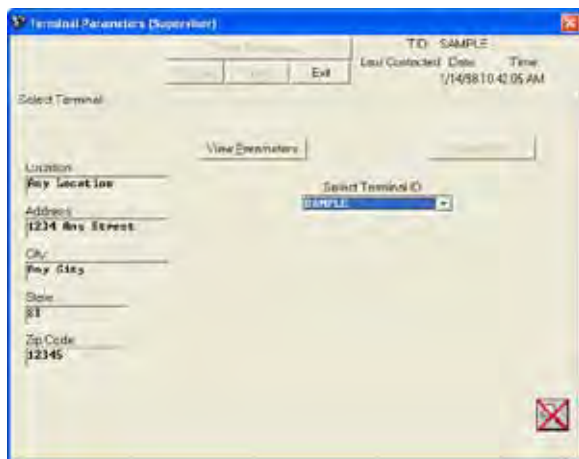 Terminal Parameters (Supervisor)
TID: SAMPLE
Last Contacted Date Time
1/14/98 10:42:05 AM
Exit
Select Terminal
View Parameters
Location
Any Location
Select Terminal ID
SAMPLE
Address
1234 Any Street
City
Any City
State
Zip Code
12345